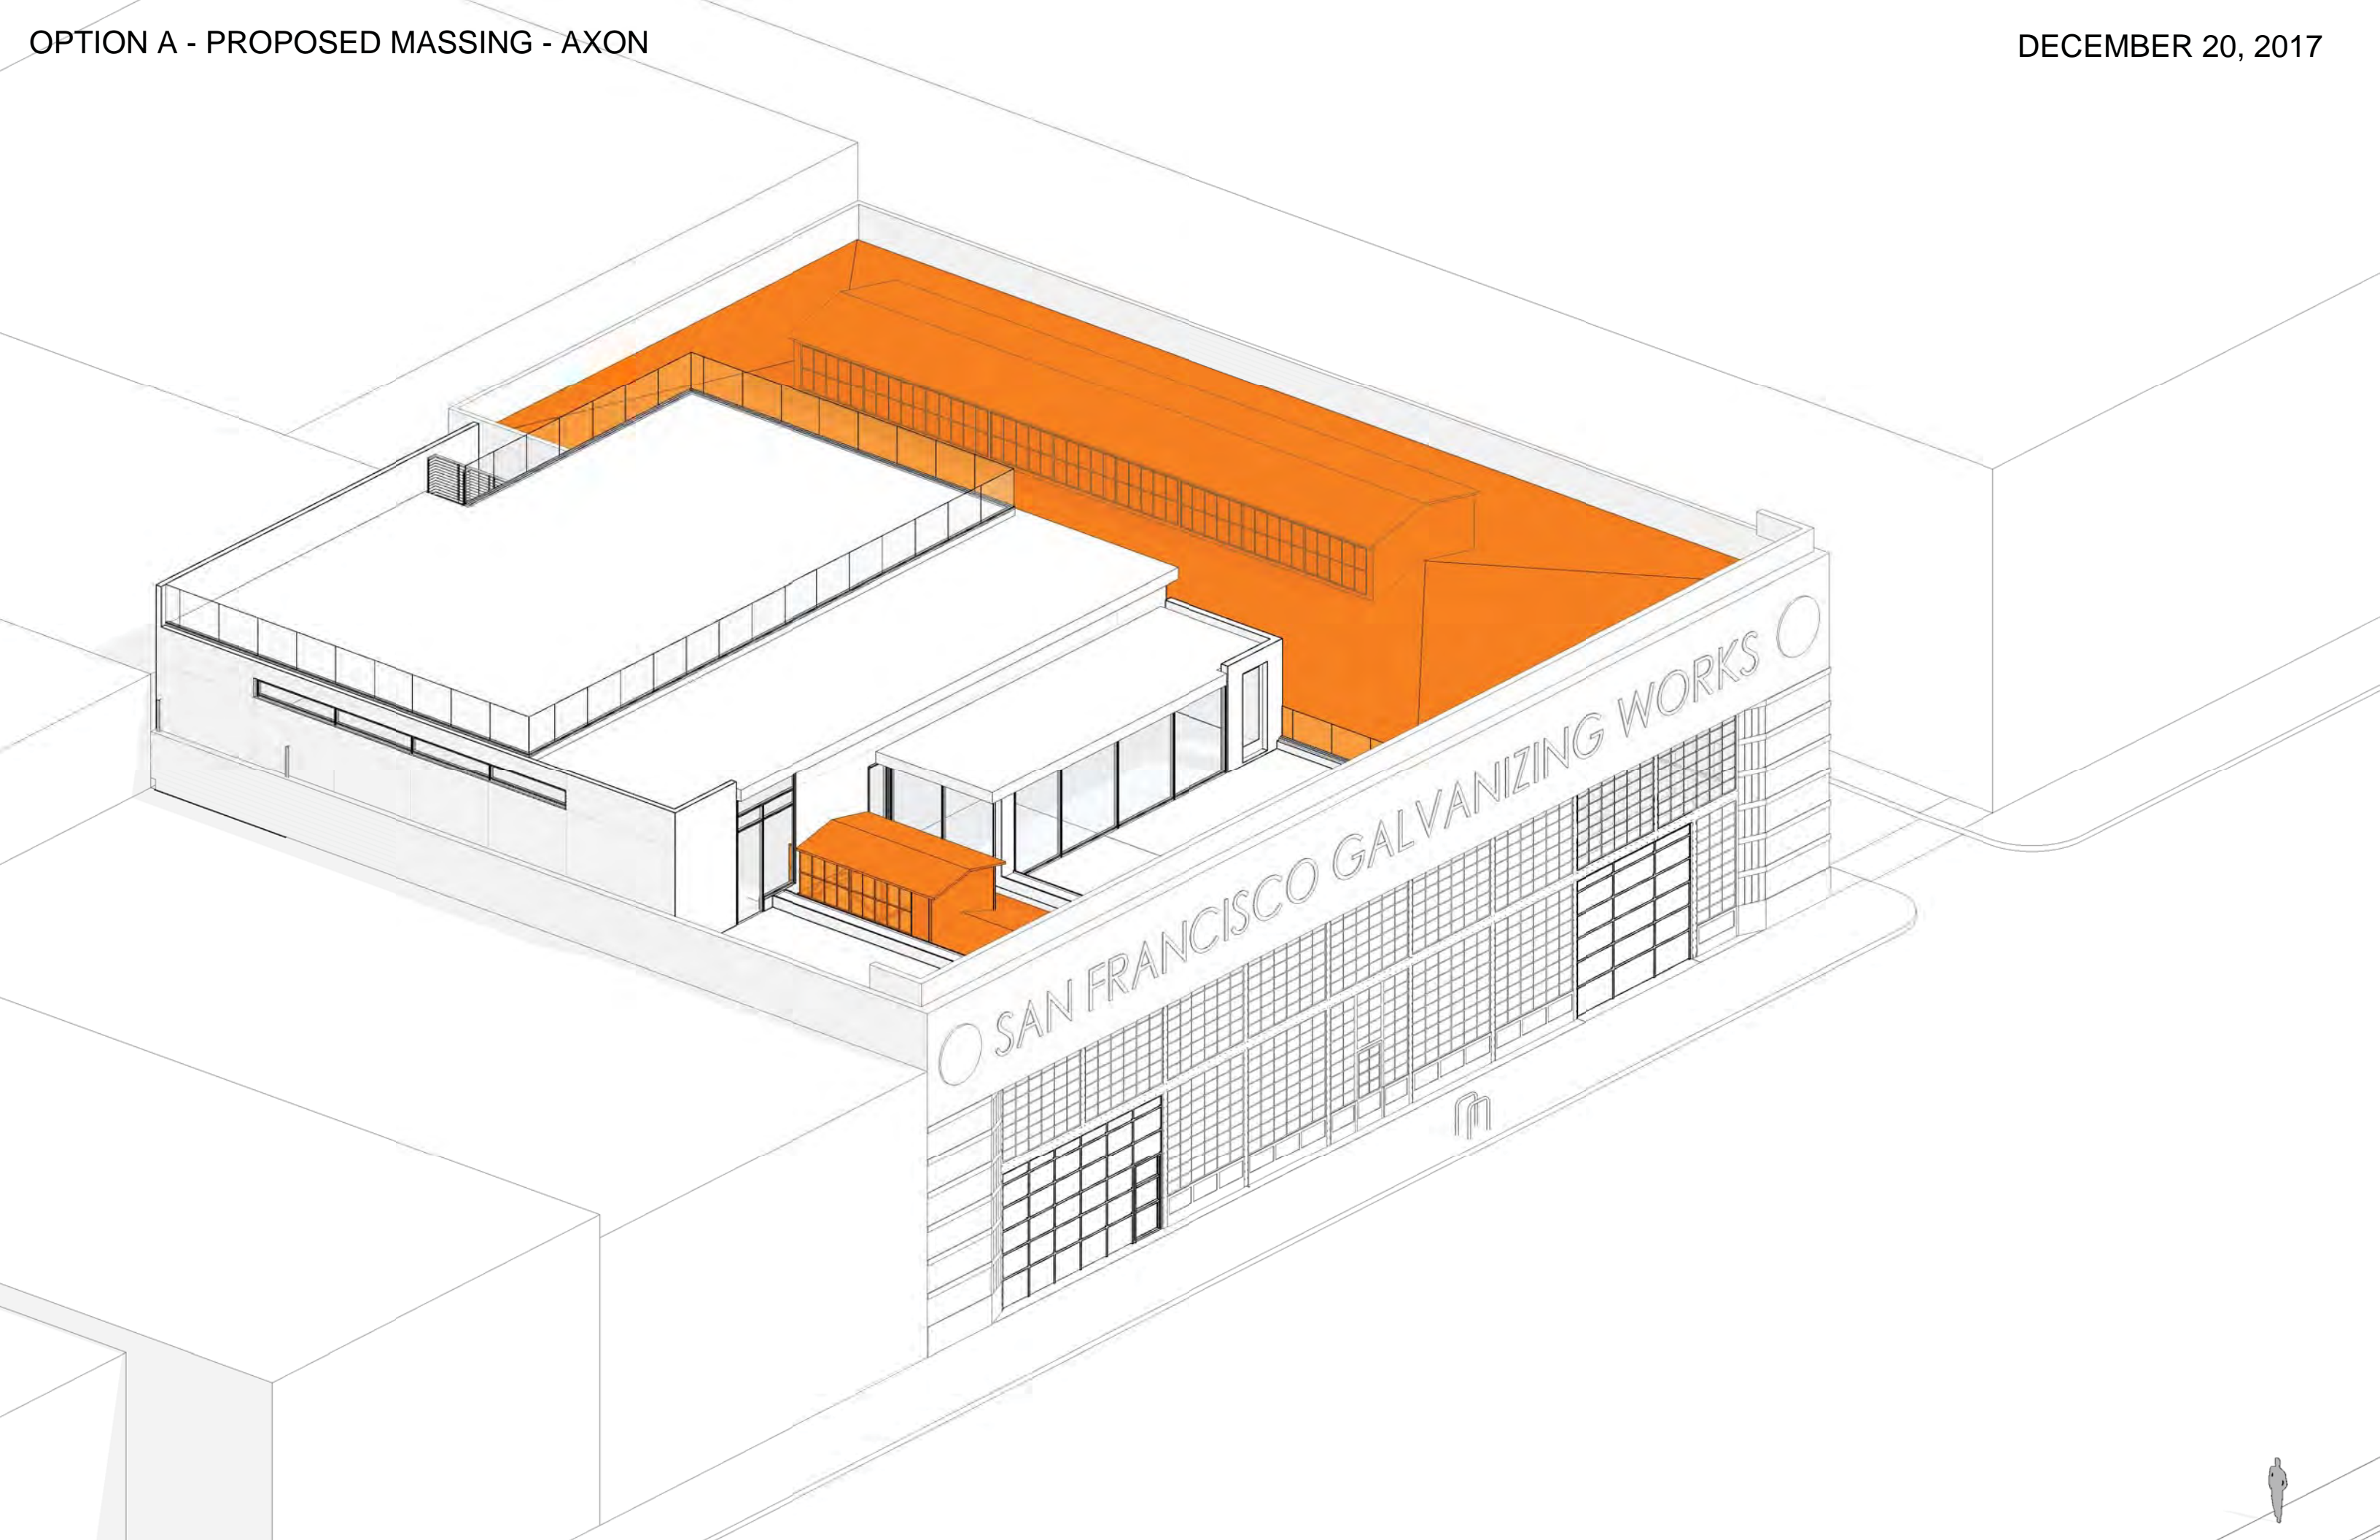 OPTION A - PROPOSED MASSING - AXON
DECEMBER 20, 2017
SAN FRANCISCO GALVANIZING WORKS